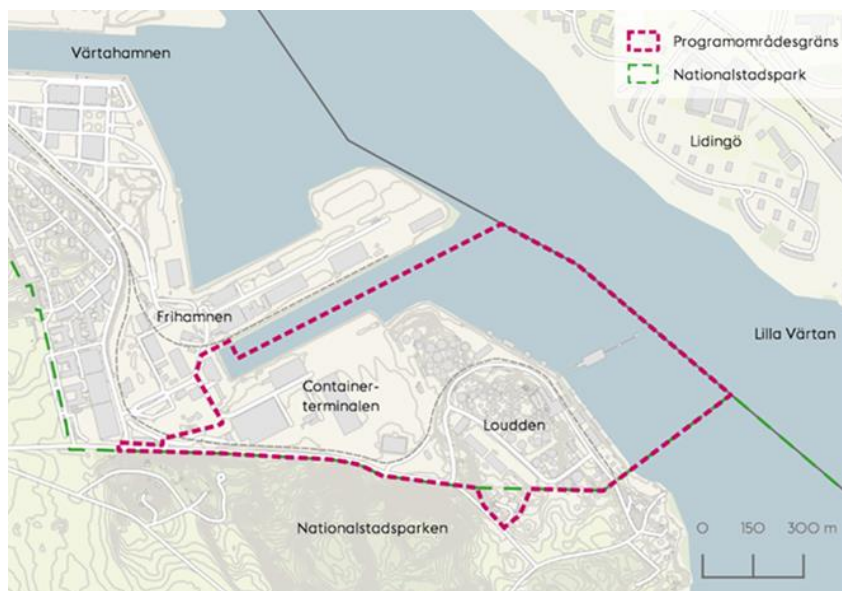 Värtahamnen
Programområdesgräns
Nationalstadspark
Lidingö
Frihamnen
Lilla Värtan
Container-
terminalen
Loudden
Nationalstadsparken
0 150 300 m